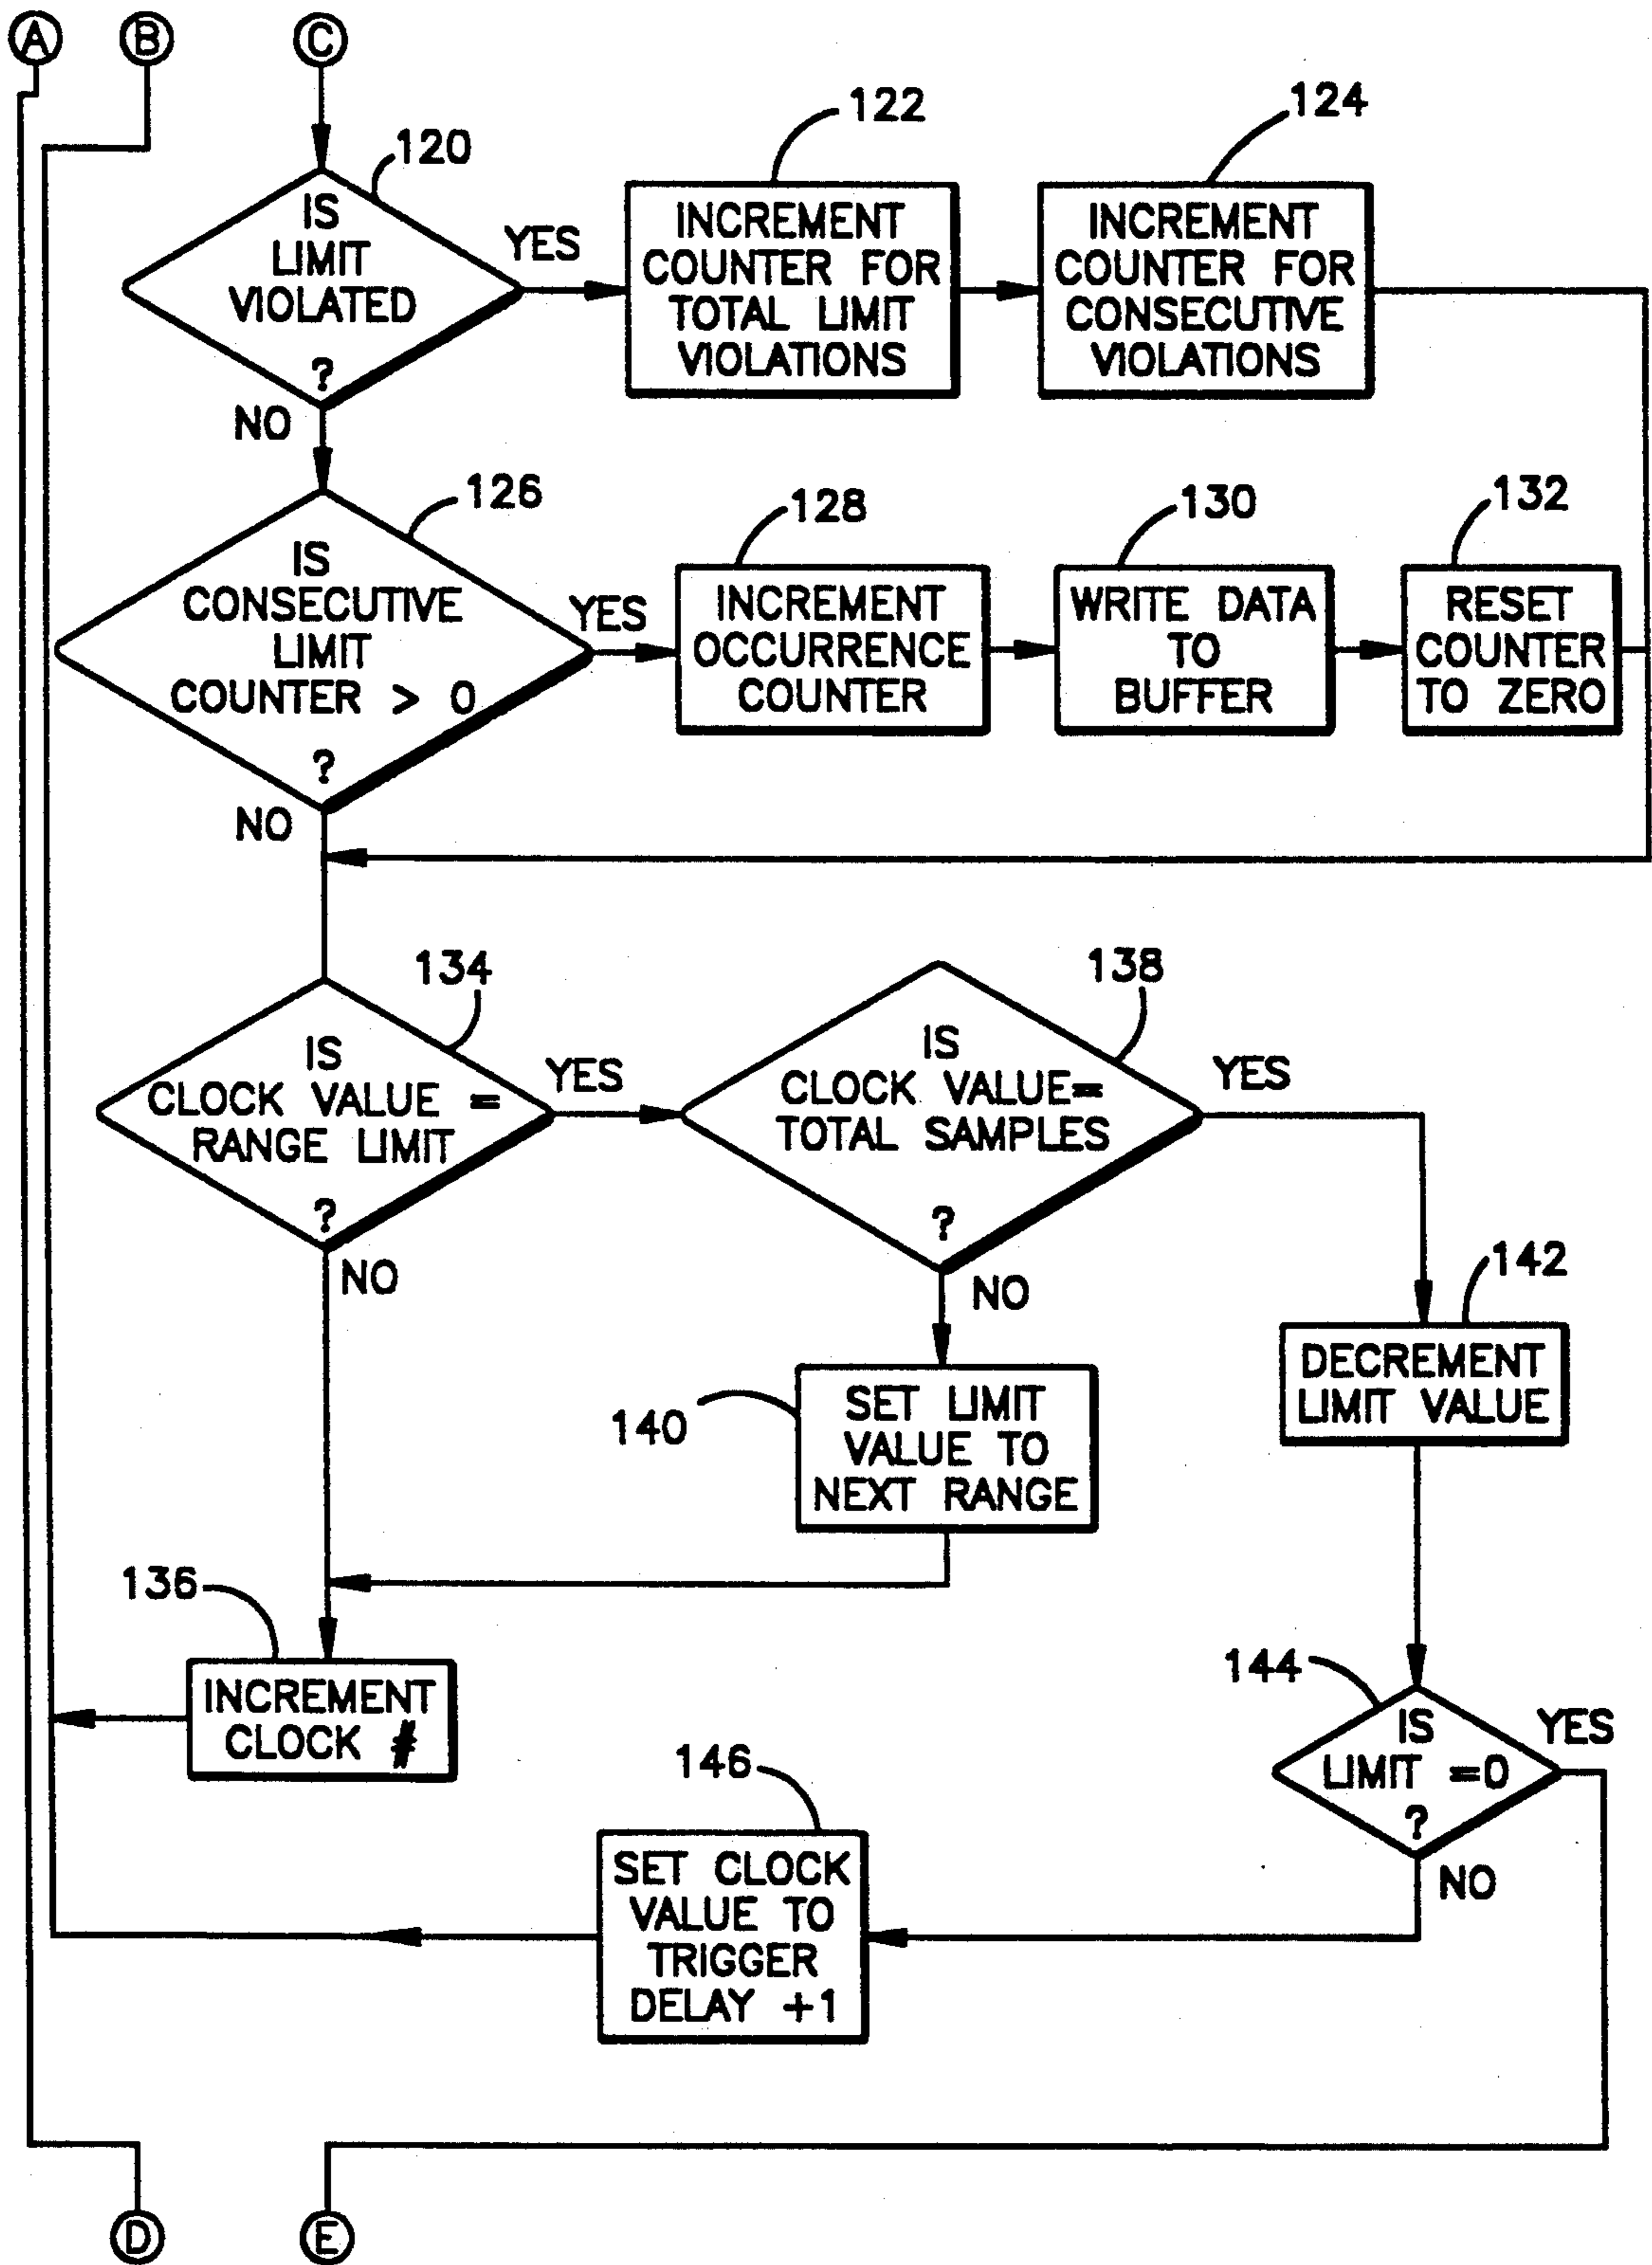 A
B
C
120
122
124
IS
LIMIT
VIOLATED
?
YES
NO
INCREMENT
COUNTER FOR
TOTAL LIMIT
VIOLATIONS
INCREMENT
COUNTER FOR
CONSECUTIVE
VIOLATIONS
126
128
130
132
IS
CONSECUTIVE
LIMIT
COUNTER > 0
?
YES
NO
INCREMENT
OCCURRENCE
COUNTER
WRITE DATA
TO
BUFFER
RESET
COUNTER
TO ZERO
134
138
IS
CLOCK VALUE =
RANGE LIMIT
?
YES
NO
IS
CLOCK VALUE=
TOTAL SAMPLES
?
YES
NO
142
DECREMENT
LIMIT VALUE
140
SET LIMIT
VALUE TO
NEXT RANGE
136
INCREMENT
CLOCK #
144
IS
LIMIT =0
?
YES
NO
146
SET CLOCK
VALUE TO
TRIGGER
DELAY +1
D
E